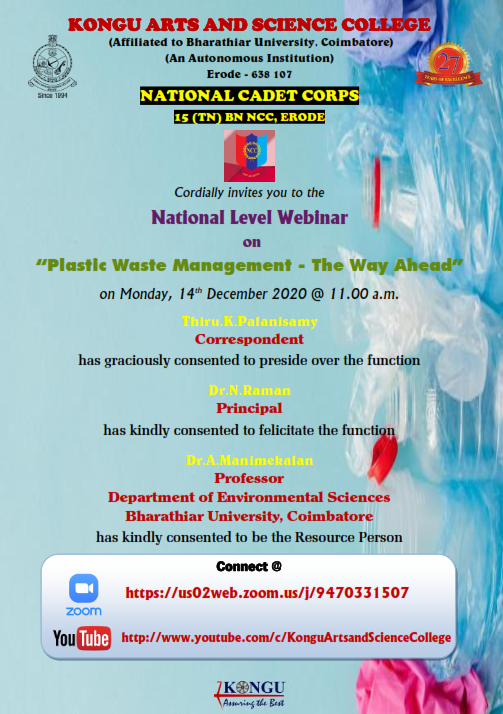 KONGU ARTS AND SCIENCE COLLEGE
(Affiliated to Bharathiar University, Coimbatore)
(An Autonomous Institution)
Erode - 638 107
Since 1994
27
YEARS OF EXCELLENCE
NATIONAL CADET CORPS
15 (TN) BN NCC, ERODE
NCC
Cordially invites you to the
National Level Webinar
on
“Plastic Waste Management - The Way Ahead”
on Monday, 14th December 2020 @ 11.00 a.m.
Thiru.K.Palanisamy
Correspondent
has graciously consented to preside over the function
Dr.N.Raman
Principal
has kindly consented to felicitate the function
Dr.A.Manimekalan
Professor
Department of Environmental Sciences
Bharathiar University, Coimbatore
has kindly consented to be the Resource Person
Connect @
zoom
https://us02web.zoom.us/j/9470331507
YouTube
http://www.youtube.com/c/KonguArtsandScienceCollege
KONGU
Assuring the Best